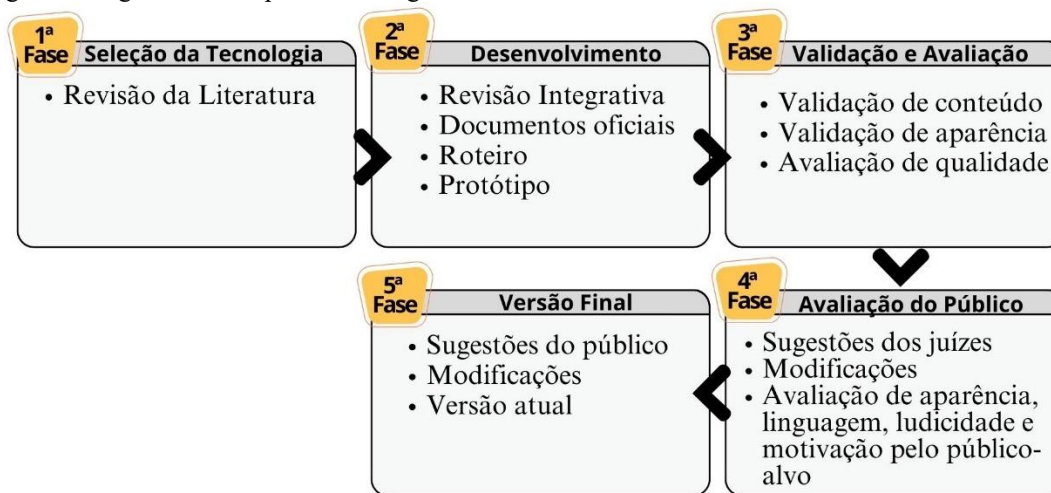 1ª
Fase
Seleção da Tecnologia
• Revisão da Literatura
2ª
Fase
Desenvolvimento
• Revisão Integrativa
• Documentos oficiais
• Roteiro
• Protótipo
3ª
Fase
Validação e Avaliação
• Validação de conteúdo
• Validação de aparência
• Avaliação de qualidade
4ª
Fase
Avaliação do Público
• Sugestões dos juízes
• Modificações
• Avaliação de aparência,
linguagem, ludicidade e
motivação pelo público-
alvo
5ª
Fase
Versão Final
• Sugestões do público
• Modificações
• Versão atual